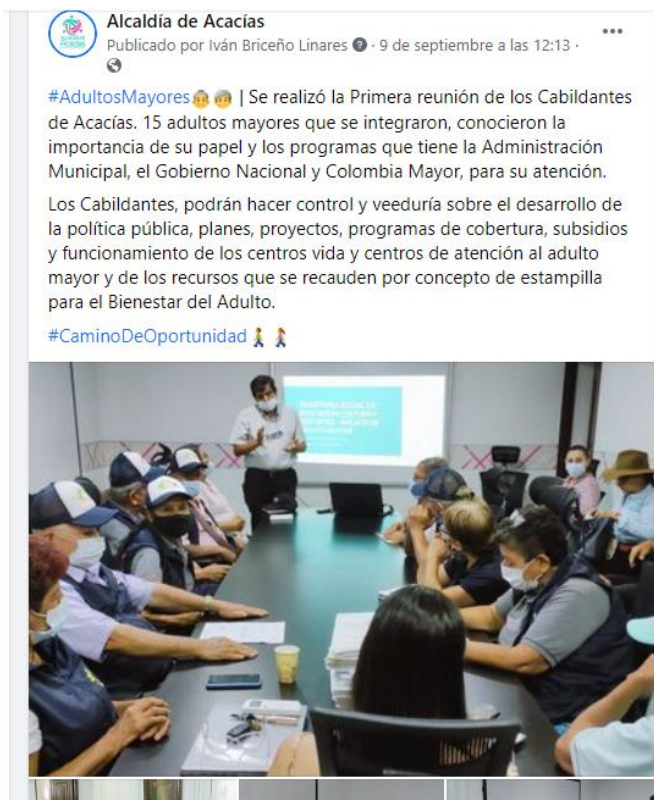 Alcaldía de Acacías
Publicado por Iván Briceño Linares · 9 de septiembre a las 12:13 ·
#AdultosMayores | Se realizó la Primera reunión de los Cabildantes
de Acacías. 15 adultos mayores que se integraron, conocieron la
importancia de su papel y los programas que tiene la Administración
Municipal, el Gobierno Nacional y Colombia Mayor, para su atención.
Los Cabildantes, podrán hacer control y veeduría sobre el desarrollo de
la política pública, planes, proyectos, programas de cobertura, subsidios
y funcionamiento de los centros vida y centros de atención al adulto
mayor y de los recursos que se recauden por concepto de estampilla
para el Bienestar del Adulto.
#CaminoDeOportunidad